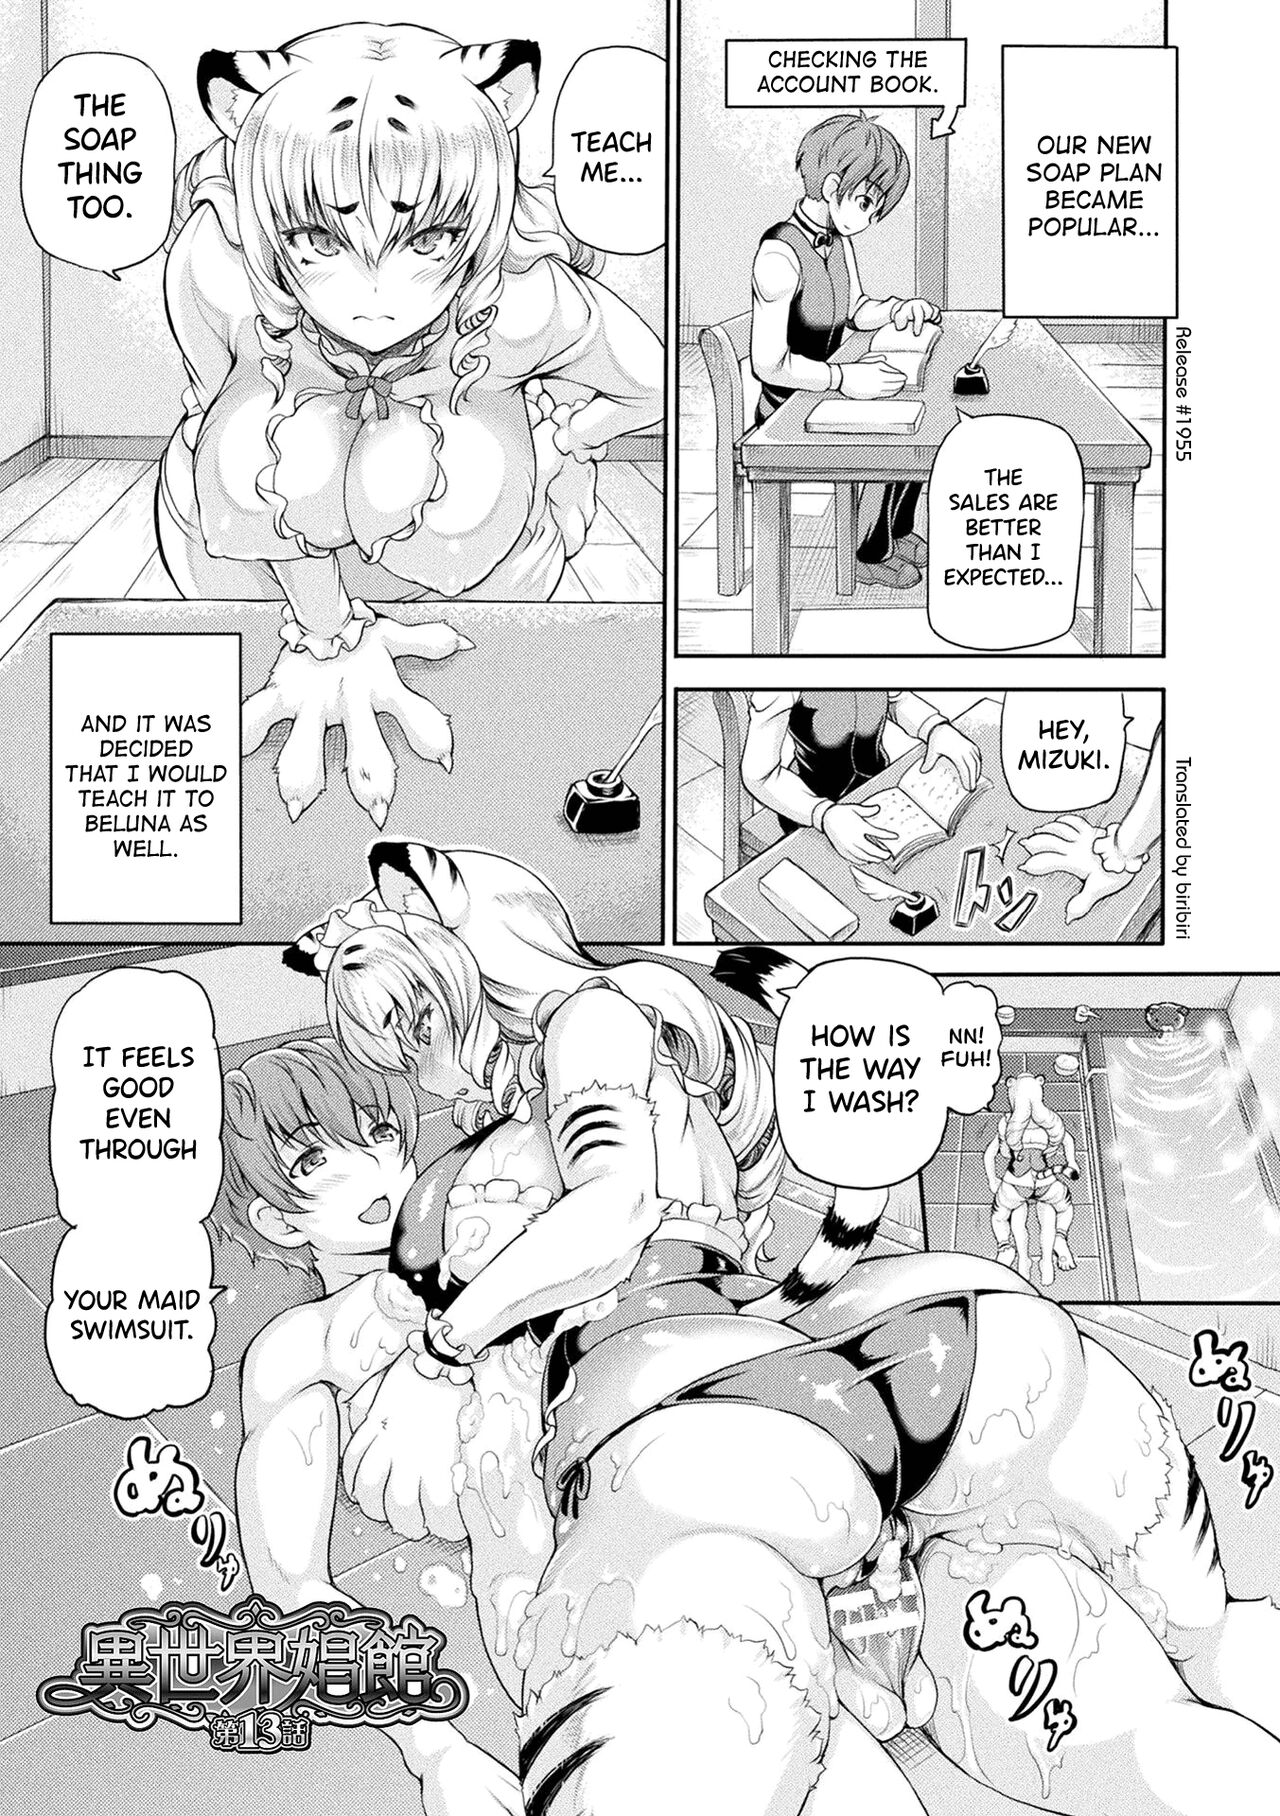 OUR NEW
SOAP PLAN
BECAME
POPULAR...
CHECKING THE
ACCOUNT BOOK.
THE
SALES ARE
BETTER
THAN I
EXPECTED...
HEY,
MIZUKI.
トン
TEACH
ME...
THE
SOAP
THING
TOO.
AND IT WAS
DECIDED
THAT I WOULD
TEACH IT TO
BELUNA AS
WELL.
NN!
FUH!
HOW IS
THE WAY
I WASH?
IT FEELS
GOOD
EVEN
THROUGH
YOUR MAID
SWIMSUIT.
ぬりゅ
ぬりゅ
ぬりゅ
異世界娼館
第13話
Release #1955
Translated by biribiri